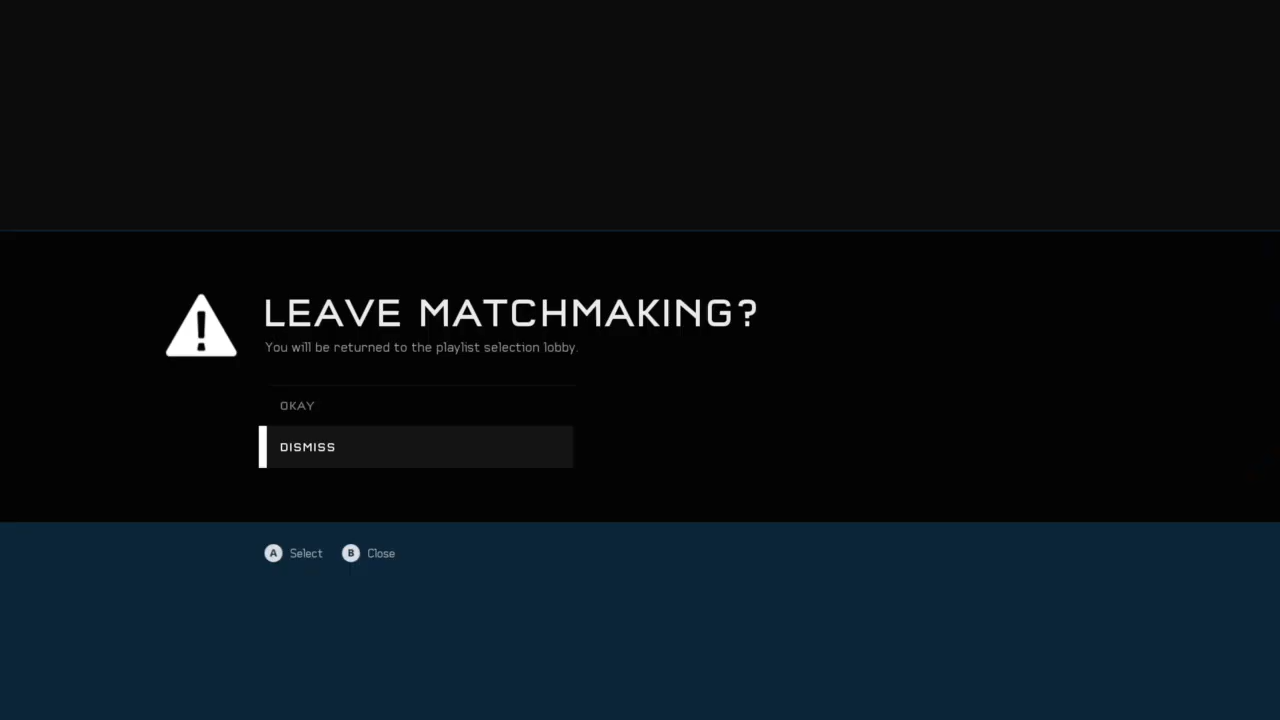 LEAVE MATCHMAKING?
You will be returned to the playlist selection lobby.
OKAY
DISMISS
A Select B Close